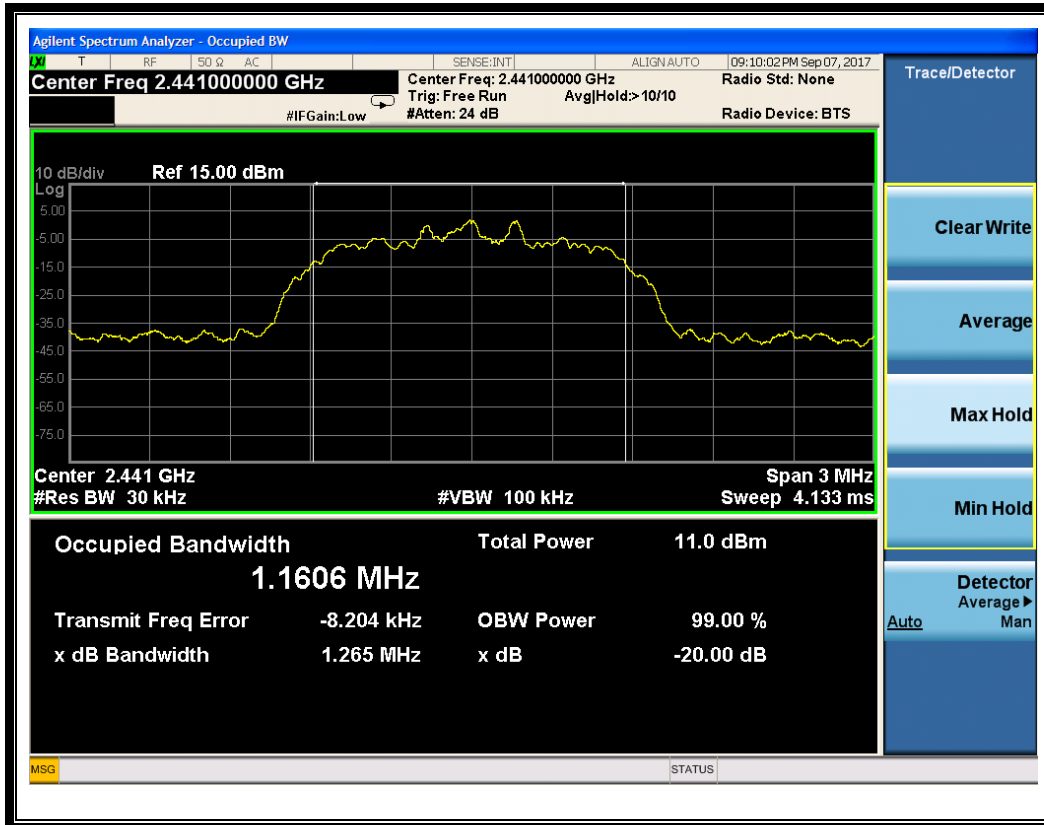 Agilent Spectrum Analyzer - Occupied BW
LXI T RF 50 Ω AC SENSE:INT ALIGN AUTO 09:10:02 PM Sep 07, 2017
Center Freq 2.441000000 GHz
Center Freq: 2.441000000 GHz
Radio Std: None
Trig: Free Run Avg|Hold:>10/10
#IFGain:Low #Atten: 24 dB Radio Device: BTS
Trace/Detector
10 dB/div Ref 15.00 dBm
Log
5.00
-5.00
-15.0
-25.0
-35.0
-45.0
-55.0
-65.0
-75.0
Center 2.441 GHz Span 3 MHz
#Res BW 30 kHz #VBW 100 kHz Sweep 4.133 ms
Occupied Bandwidth Total Power 11.0 dBm
1.1606 MHz
Transmit Freq Error -8.204 kHz OBW Power 99.00 %
x dB Bandwidth 1.265 MHz x dB -20.00 dB
Clear Write
Average
Max Hold
Min Hold
Detector
Average▶
Auto Man
MSG STATUS